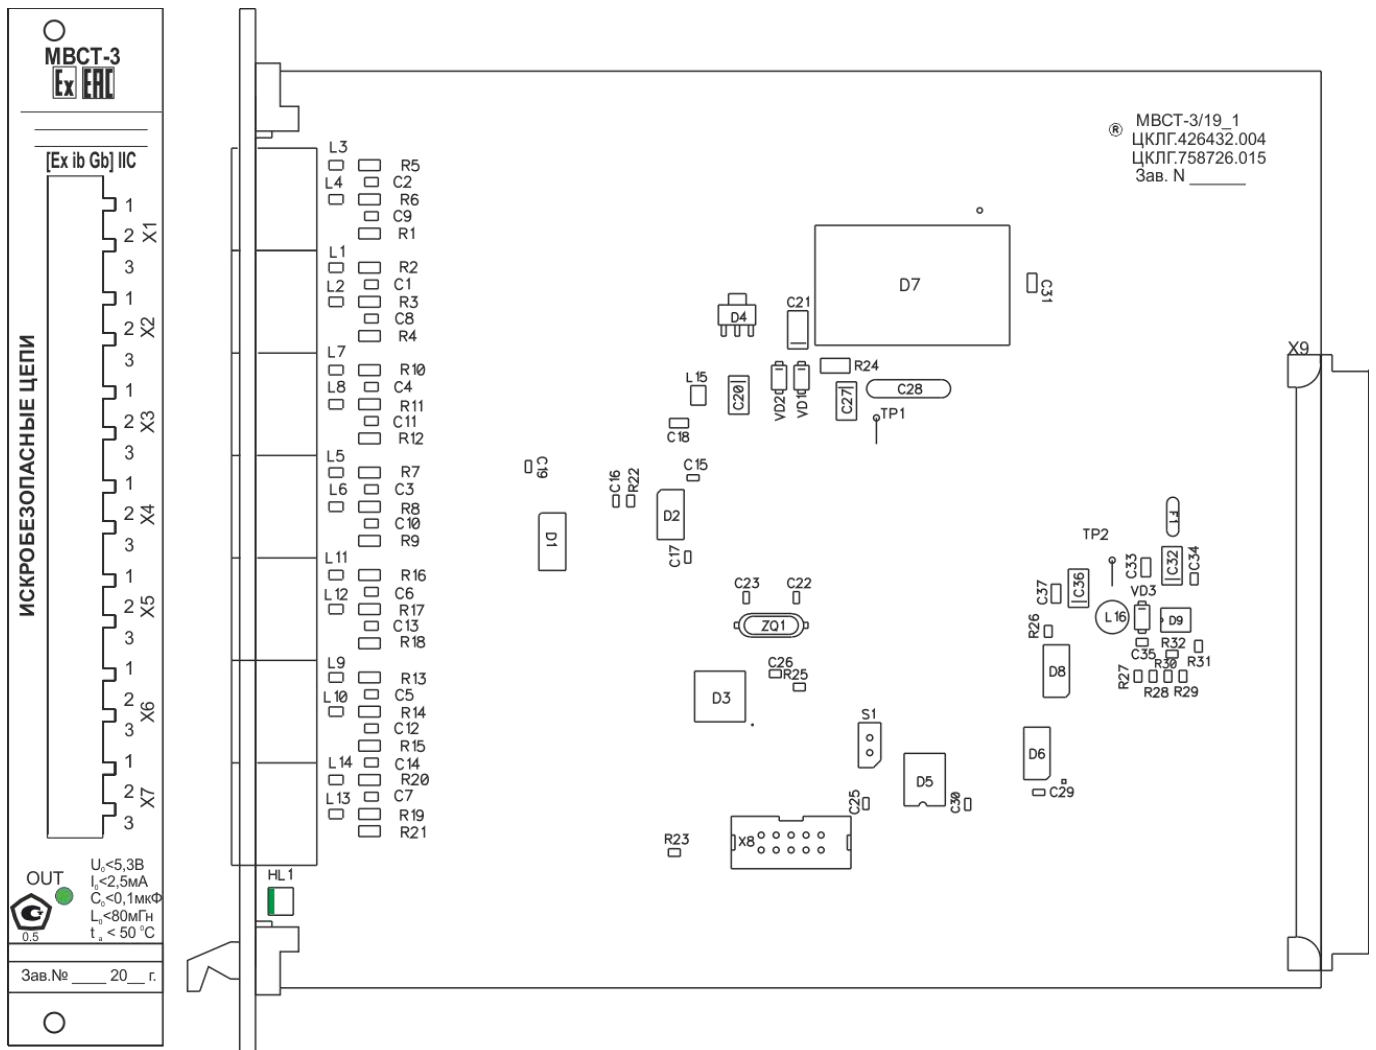 МВСТ-3
Ex EAC
[Ex ib Gb] IIC
ИСКРОБЕЗОПАСНЫЕ ЦЕПИ
1
2 X1
3
1
2 X2
3
1
2 X3
3
1
2 X4
3
1
2 X5
3
1
2 X6
3
1
2 X7
3
OUT
0.5
U₀<5,3В
I₀<2,5мА
C₀<0,1мкФ
L₀<80мГн
tₐ < 50 ⁰C
Зав.№ ____ 20__ г.
® МВСТ-3/19_1
ЦКЛГ.426432.004
ЦКЛГ.758726.015
Зав. N ______
L3
R5
L4 C2
R6
C9
R1
L1
R2
L2 C1
R3
C8
R4
L7
R10
L8 C4
R11
C11
R12
L5
R7
L6 C3
R8
C10
R9
L11
R16
L12 C6
R17
C13
R18
L9
R13
L10 C5
R14
C12
R15
L14 C14
R20
L13 C7
R19
R21
HL1
D7
C31
C21
D4
X9
R24
L15
C20
VD2
VD1
C27
C28
TP1
C18
C19
C15
C16
R22
D2
D1
C17
F1
TP2
C33
C32
C34
C23 C22
C37
C36
VD3
ZQ1
L16
D9
R26
C35
R32
R31
C26
R25
D8
R27
R30
R28
R29
D3
S1
D6
D5
C29
C25
C30
R23
X8